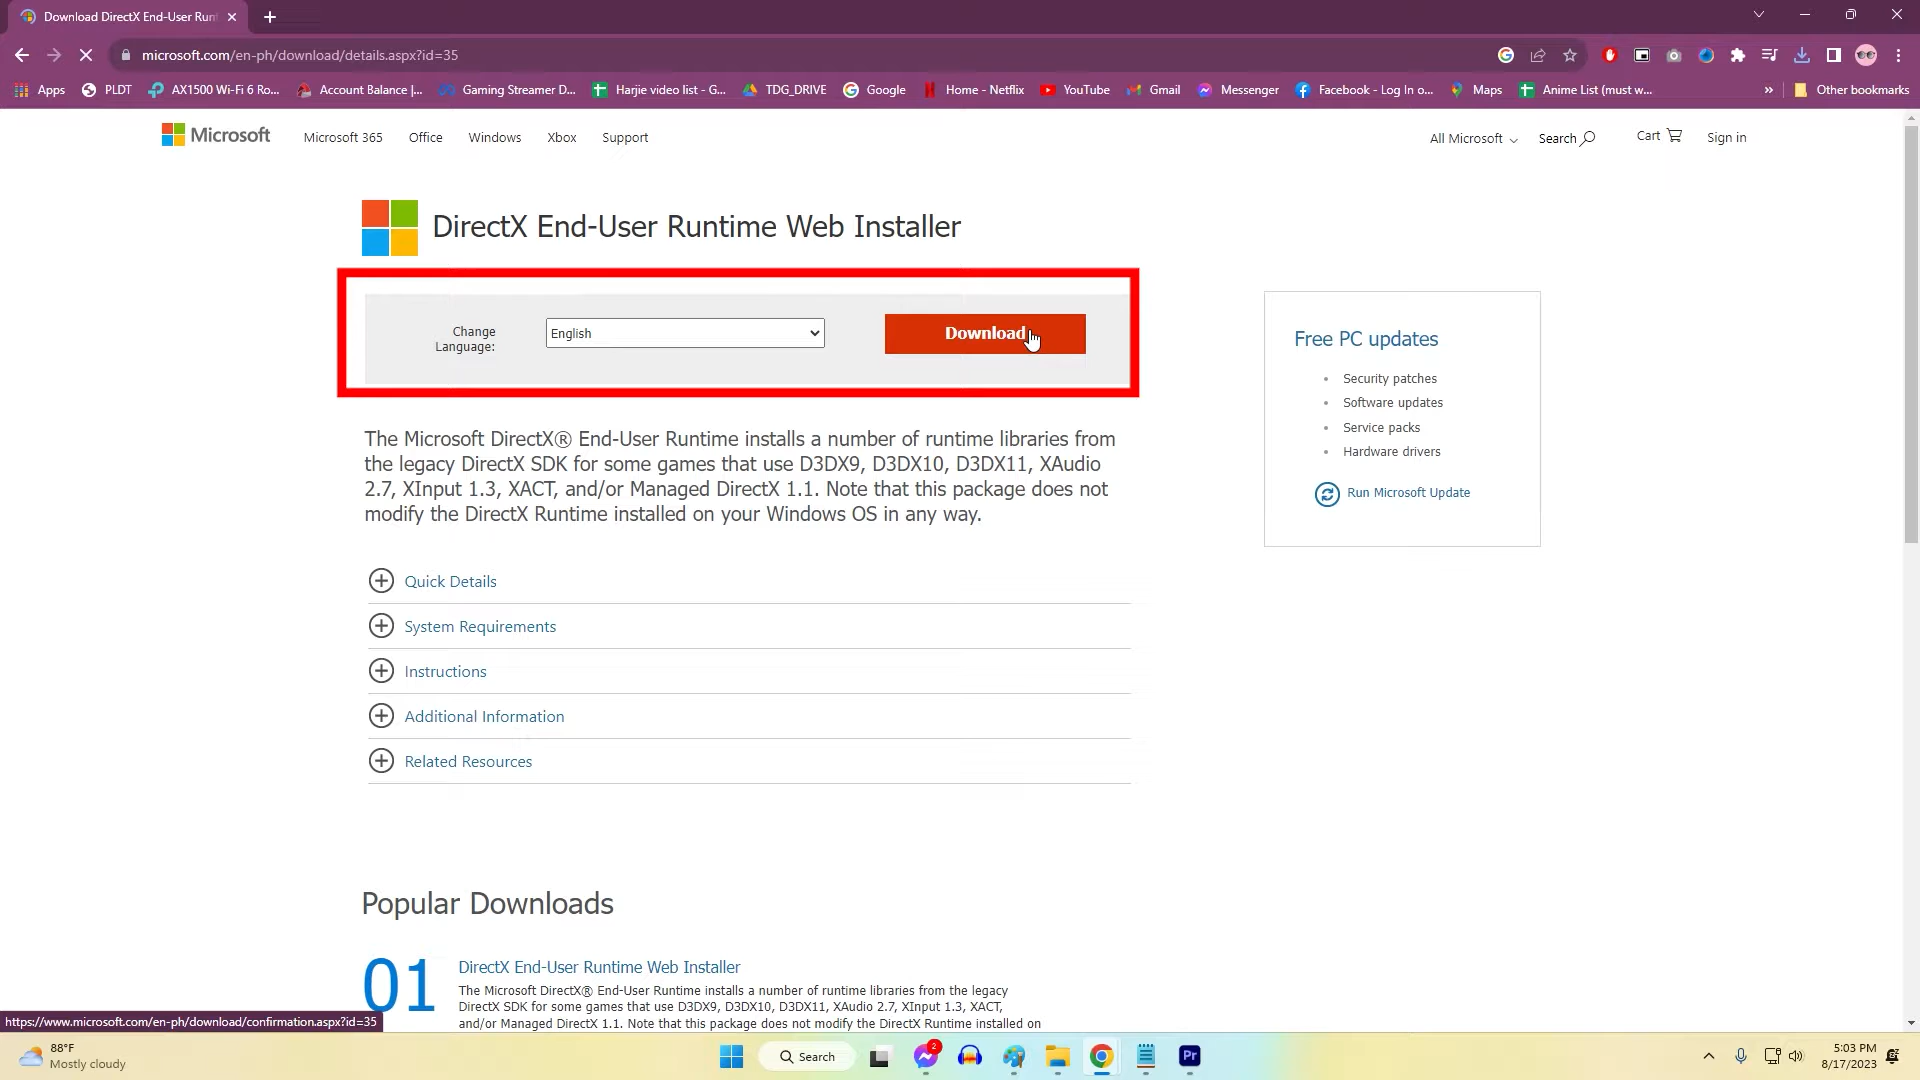 Download DirectX End-User Run
microsoft.com/en-ph/download/details.aspx?id=35
Apps
PLDT
AX1500 Wi-Fi 6 Ro...
Account Balance |...
Gaming Streamer D...
Harjie video list - G...
TDG_DRIVE
Google
Home - Netflix
YouTube
Gmail
Messenger
Facebook - Log In o...
Maps
Anime List (must w...
»
Other bookmarks
Microsoft
Microsoft 365
Office
Windows
Xbox
Support
All Microsoft
Search
Cart
Sign in
DirectX End-User Runtime Web Installer
Change
Language:
English
Download
Free PC updates
• Security patches
• Software updates
• Service packs
• Hardware drivers
Run Microsoft Update
The Microsoft DirectX® End-User Runtime installs a number of runtime libraries from
the legacy DirectX SDK for some games that use D3DX9, D3DX10, D3DX11, XAudio
2.7, XInput 1.3, XACT, and/or Managed DirectX 1.1. Note that this package does not
modify the DirectX Runtime installed on your Windows OS in any way.
Quick Details
System Requirements
Instructions
Additional Information
Related Resources
Popular Downloads
01
DirectX End-User Runtime Web Installer
The Microsoft DirectX® End-User Runtime installs a number of runtime libraries from the legacy
DirectX SDK for some games that use D3DX9, D3DX10, D3DX11, XAudio 2.7, XInput 1.3, XACT,
and/or Managed DirectX 1.1. Note that this package does not modify the DirectX Runtime installed on
https://www.microsoft.com/en-ph/download/confirmation.aspx?id=35
88°F
Mostly cloudy
Search
2
Pr
5:03 PM
8/17/2023